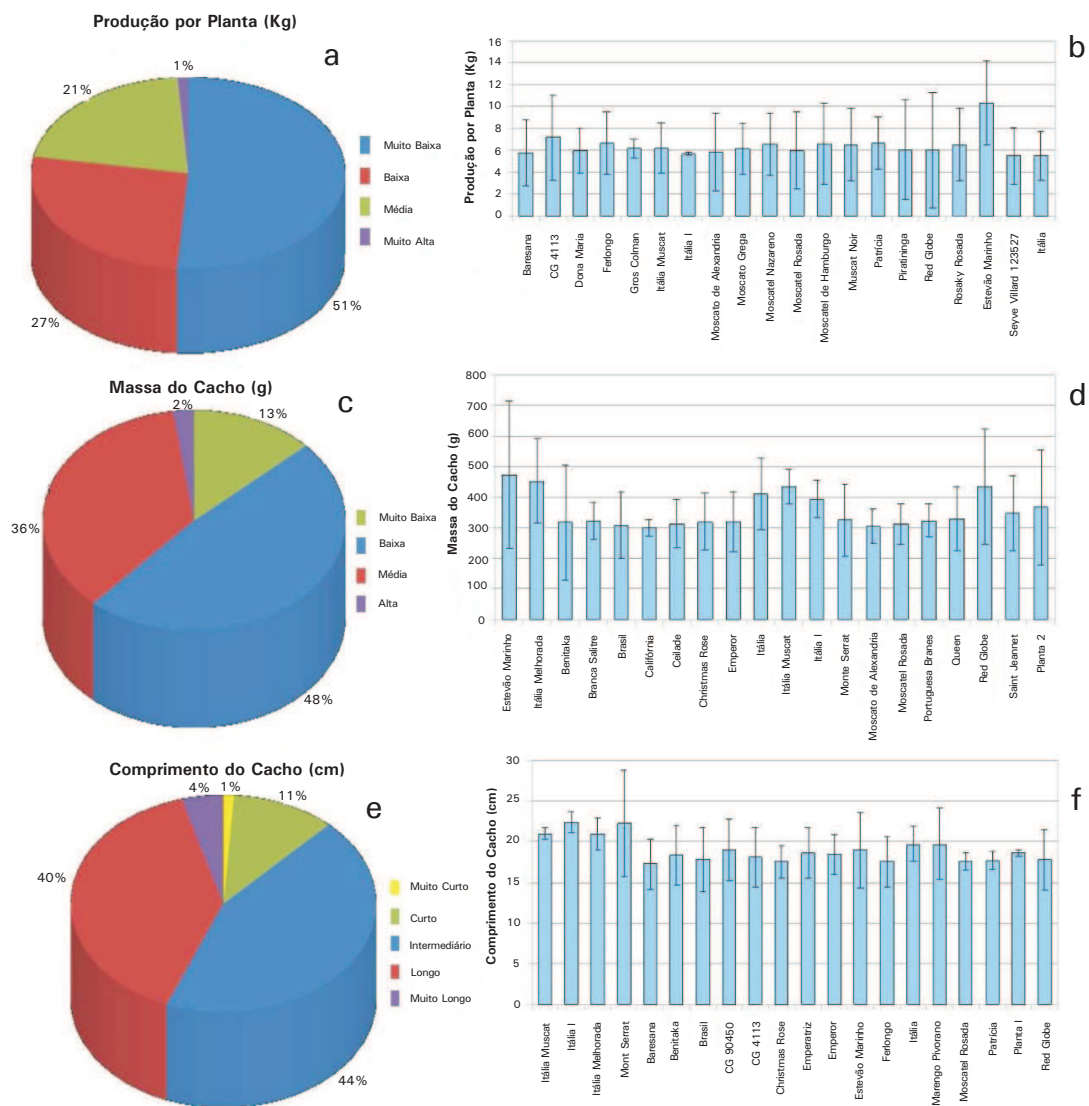 Produção por Planta (Kg)
a
1%
21%
27%
51%
Muito Baixa
Baixa
Média
Muito Alta
b
Produção por Planta (Kg)
16
14
12
10
8
6
4
2
0
Baresana
CG 4113
Dona Maria
Ferlongo
Gros Colman
Itália Muscat
Itália I
Moscato de Alexandria
Moscato Grega
Moscatel Nazareno
Moscatel Rosada
Moscatel de Hamburgo
Muscat Noir
Patrícia
Piratininga
Red Globe
Rosaky Rosada
Estevão Marinho
Seyve Villard 123527
Itália
Massa do Cacho (g)
c
2%
13%
36%
48%
Muito Baixa
Baixa
Média
Alta
d
Massa do Cacho (g)
800
700
600
500
400
300
200
100
0
Estevão Marinho
Itália Melhorada
Benitaka
Branca Salitre
Brasil
Califórnia
Ceilade
Christmas Rose
Emperor
Itália
Itália Muscat
Itália I
Monte Serrat
Moscato de Alexandria
Moscatel Rosada
Portuguesa Branes
Queen
Red Globe
Saint Jeannet
Planta 2
Comprimento do Cacho (cm)
e
4%
1%
11%
40%
44%
Muito Curto
Curto
Intermediário
Longo
Muito Longo
f
Comprimento do Cacho (cm)
30
25
20
15
10
5
0
Itália Muscat
Itália I
Itália Melhorada
Mont Serrat
Baresana
Benitaka
Brasil
CG 90450
CG 4113
Christmas Rose
Emperatriz
Emperor
Estevão Marinho
Ferlongo
Itália
Marengo Pivorano
Moscatel Rosada
Patrícia
Planta I
Red Globe